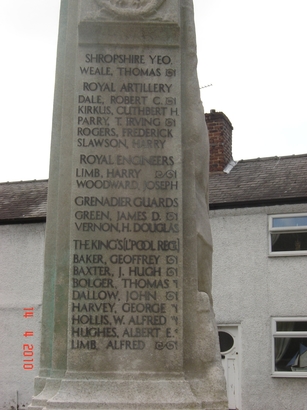 SHROPSHIRE YEO.
WEALE, THOMAS
ROYAL ARTILLERY
DALE, ROBERT C.
KIRKLIS, CUTHBERT H
PARRY, T. IRVING
ROGERS, FREDERICK
SLAWSON, HARRY
ROYAL ENGINEERS
LIMB, HARRY
WOODWARD, JOSEPH
GRENADIER GUARDS
GREEN, JAMES D.
VERNON, H. DOUGLAS
THE KING'S (L'POOL REG.)
BAKER, GEOFFREY
BAXTER, J. HUGH
BOLGER, THOMAS
DALLOW, JOHN
HARVEY, GEORGE
HOLLIS, W. ALFRED
HUGHES, ALBERT E
LIMB, ALFRED
14 4 2010